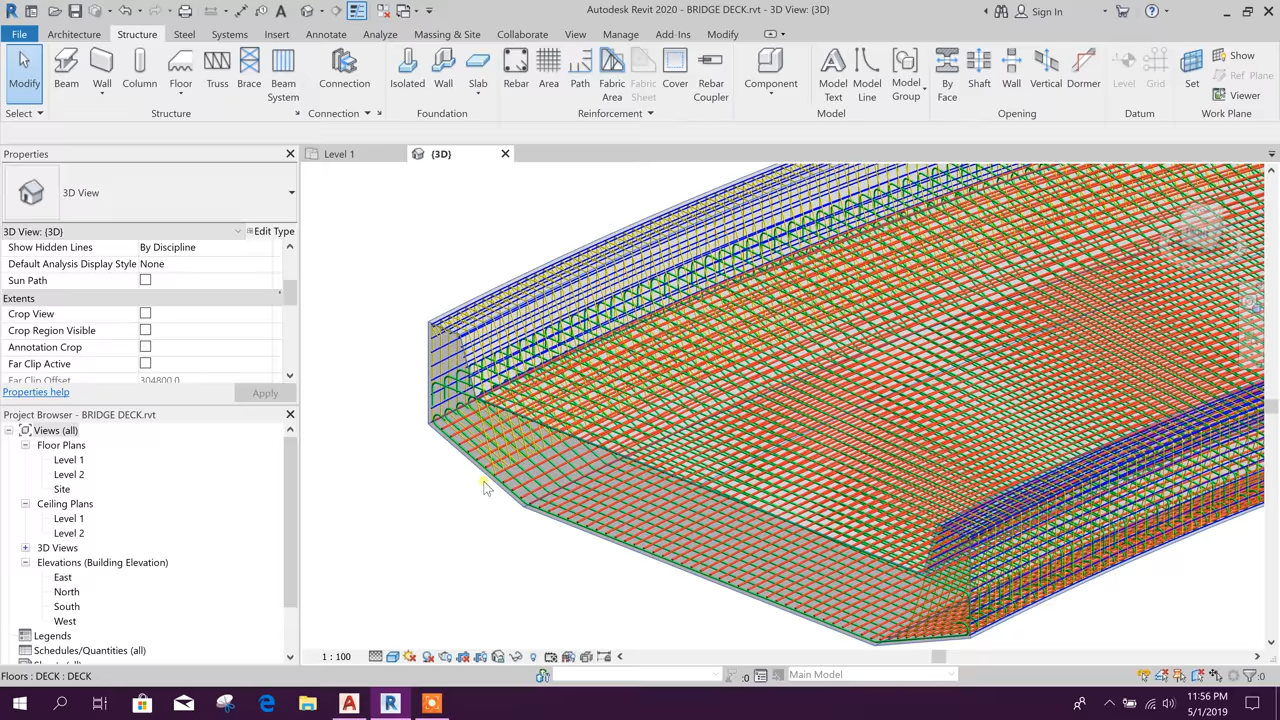 Autodesk Revit 2020 - BRIDGE DECK.rvt - 3D View: {3D}
Sign In
File Architecture Structure Steel Systems Insert Annotate Analyze Massing & Site Collaborate View Manage Add-Ins Modify
Modify Beam Wall Column Floor Truss Brace Beam System Connection Isolated Wall Slab Rebar Area Path Fabric Area Fabric Sheet Cover Rebar Coupler Component Model Text Model Line Model Group By Face Shaft Wall Vertical Dormer Level Grid Set Show Ref Plane Viewer
Select Structure Connection Foundation Reinforcement Model Opening Datum Work Plane
Properties
Level 1 {3D}
3D View
3D View: {3D} Edit Type
Show Hidden Lines By Discipline
Default Analysis Display Style None
Sun Path
Extents
Crop View
Crop Region Visible
Annotation Crop
Far Clip Active
Far Clip Offset 304800.0
Properties help Apply
Project Browser - BRIDGE DECK.rvt
Views (all)
Floor Plans
Level 1
Level 2
Site
Ceiling Plans
Level 1
Level 2
3D Views
Elevations (Building Elevation)
East
North
South
West
Legends
Schedules/Quantities (all)
1 : 100
Floors : DECK : DECK
:0 Main Model :0
11:56 PM
5/1/2019